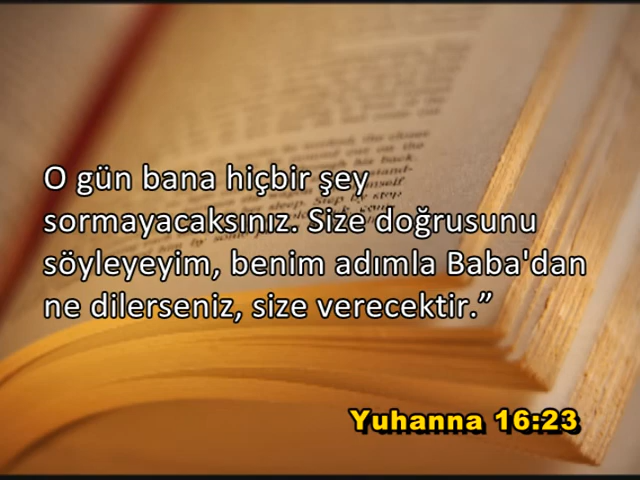 O gün bana hiçbir şey
sormayacaksınız. Size doğrusunu
söyleyeyim, benim adımla Baba'dan
ne dilerseniz, size verecektir.”
Yuhanna 16:23